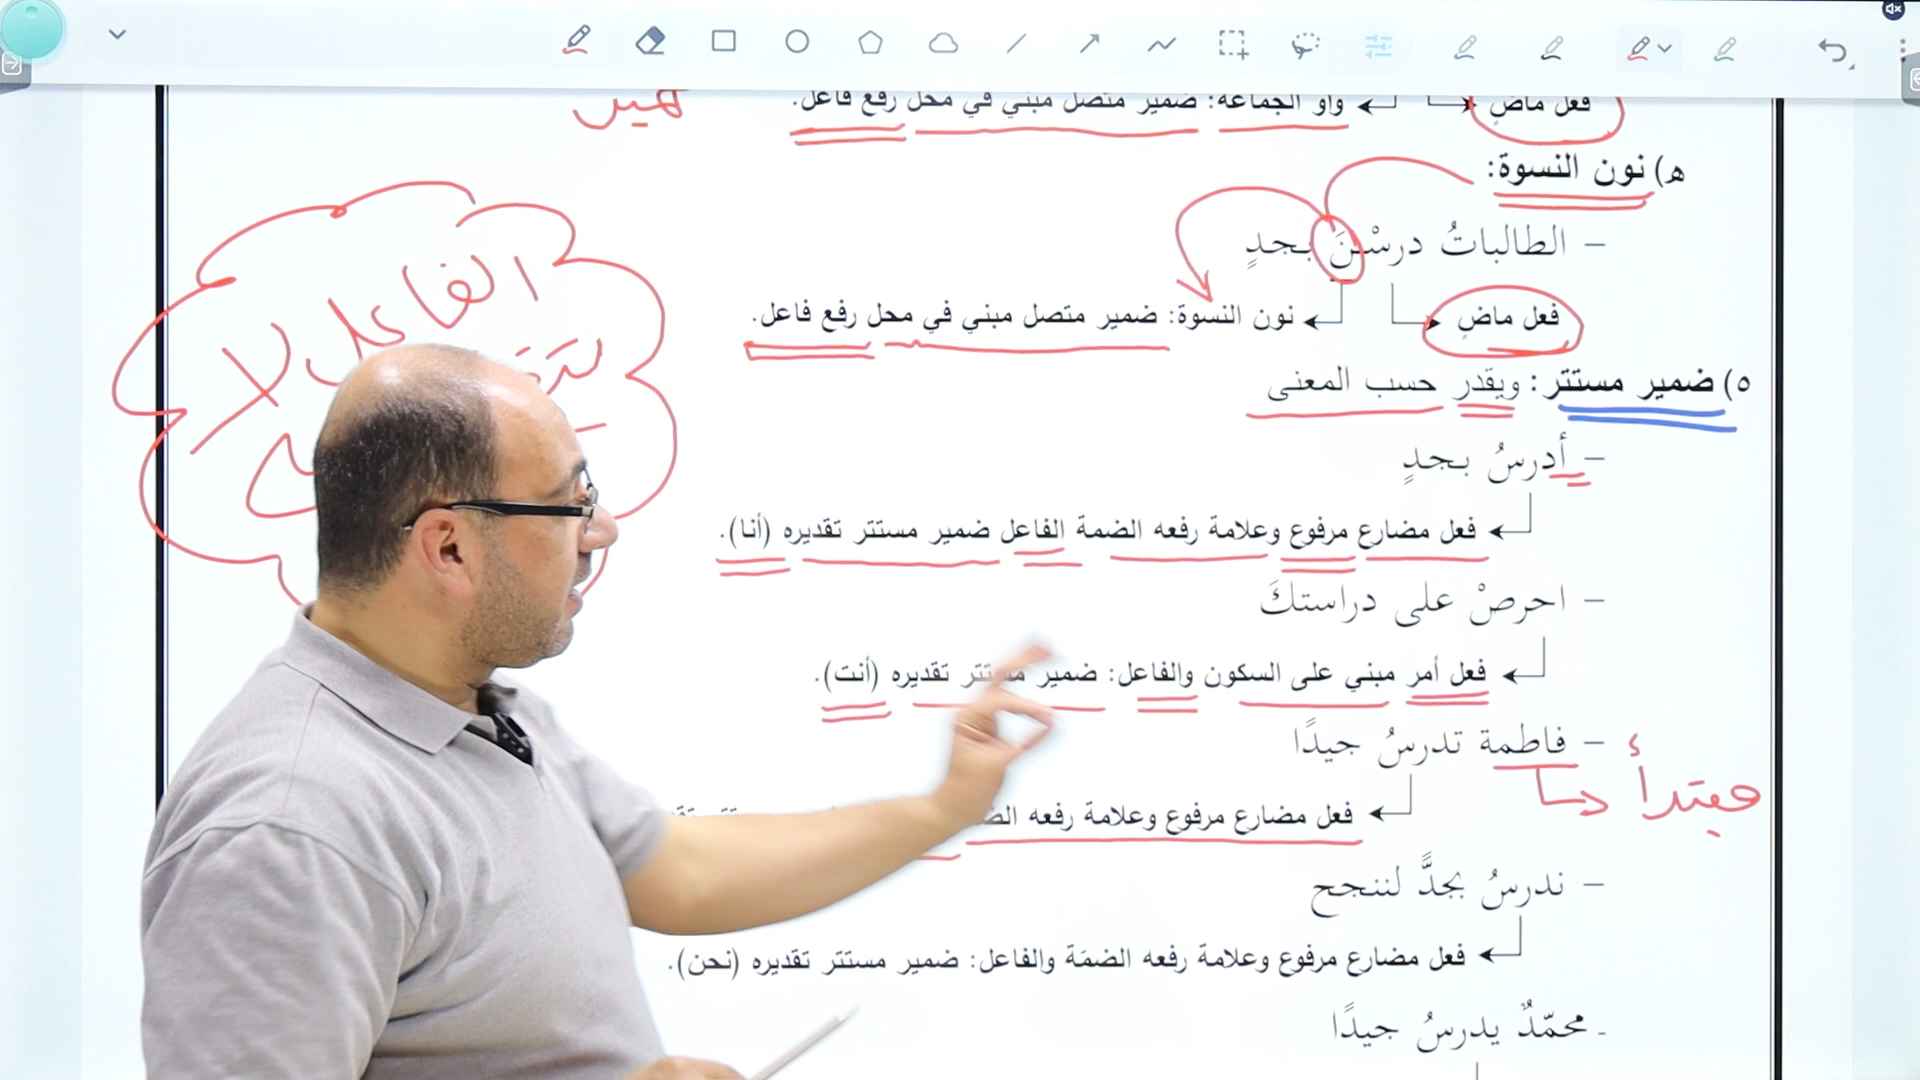 فعل ماضٍ
واو الجماعة: ضمير متصل مبني في محل رفع فاعل.
هـ) نون النسوة:
– الطالباتُ درسْنَ بجدٍ
فعل ماضٍ
نون النسوة: ضمير متصل مبني في محل رفع فاعل.
٥) ضمير مستتر: ويقدر حسب المعنى
– أدرسُ بجدٍ
فعل مضارع مرفوع وعلامة رفعه الضمة الفاعل ضمير مستتر تقديره (أنا).
– احرصْ على دراستكَ
فعل أمر مبني على السكون والفاعل: ضمير مستتر تقديره (أنت).
– فاطمة تدرسُ جيدًا
مبتدأ
فعل مضارع مرفوع وعلامة رفعه
– ندرسُ بجدًّ لننجح
فعل مضارع مرفوع وعلامة رفعه الضمَة والفاعل: ضمير مستتر تقديره (نحن).
- محمّدٌ يدرسُ جيدًا
الفاعل لا